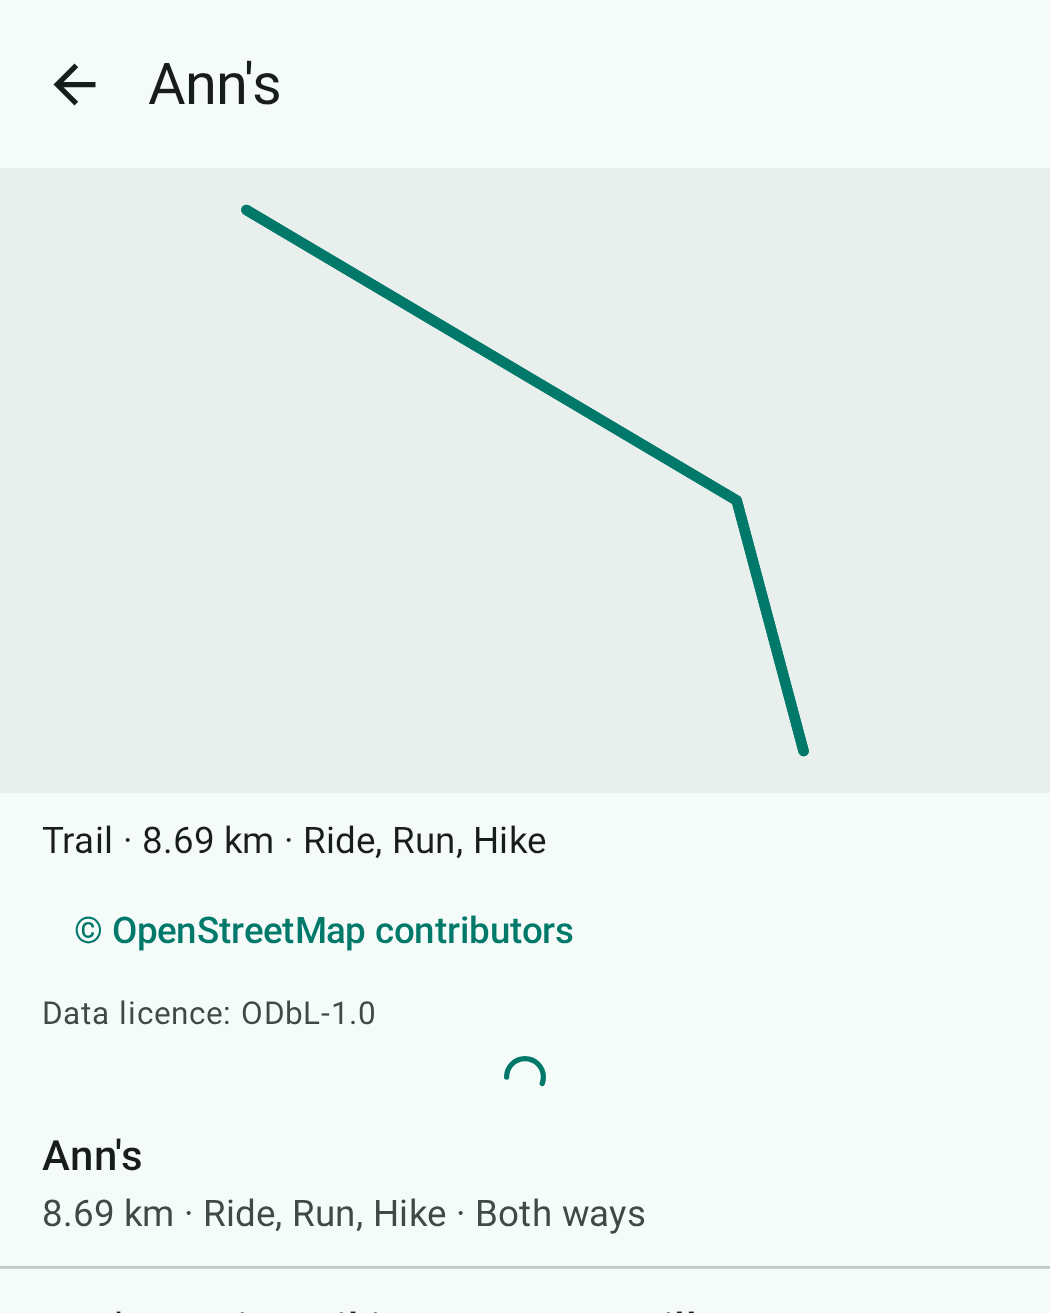 Ann's
Trail · 8.69 km · Ride, Run, Hike
© OpenStreetMap contributors
Data licence: ODbL-1.0
Ann's
8.69 km · Ride, Run, Hike · Both ways